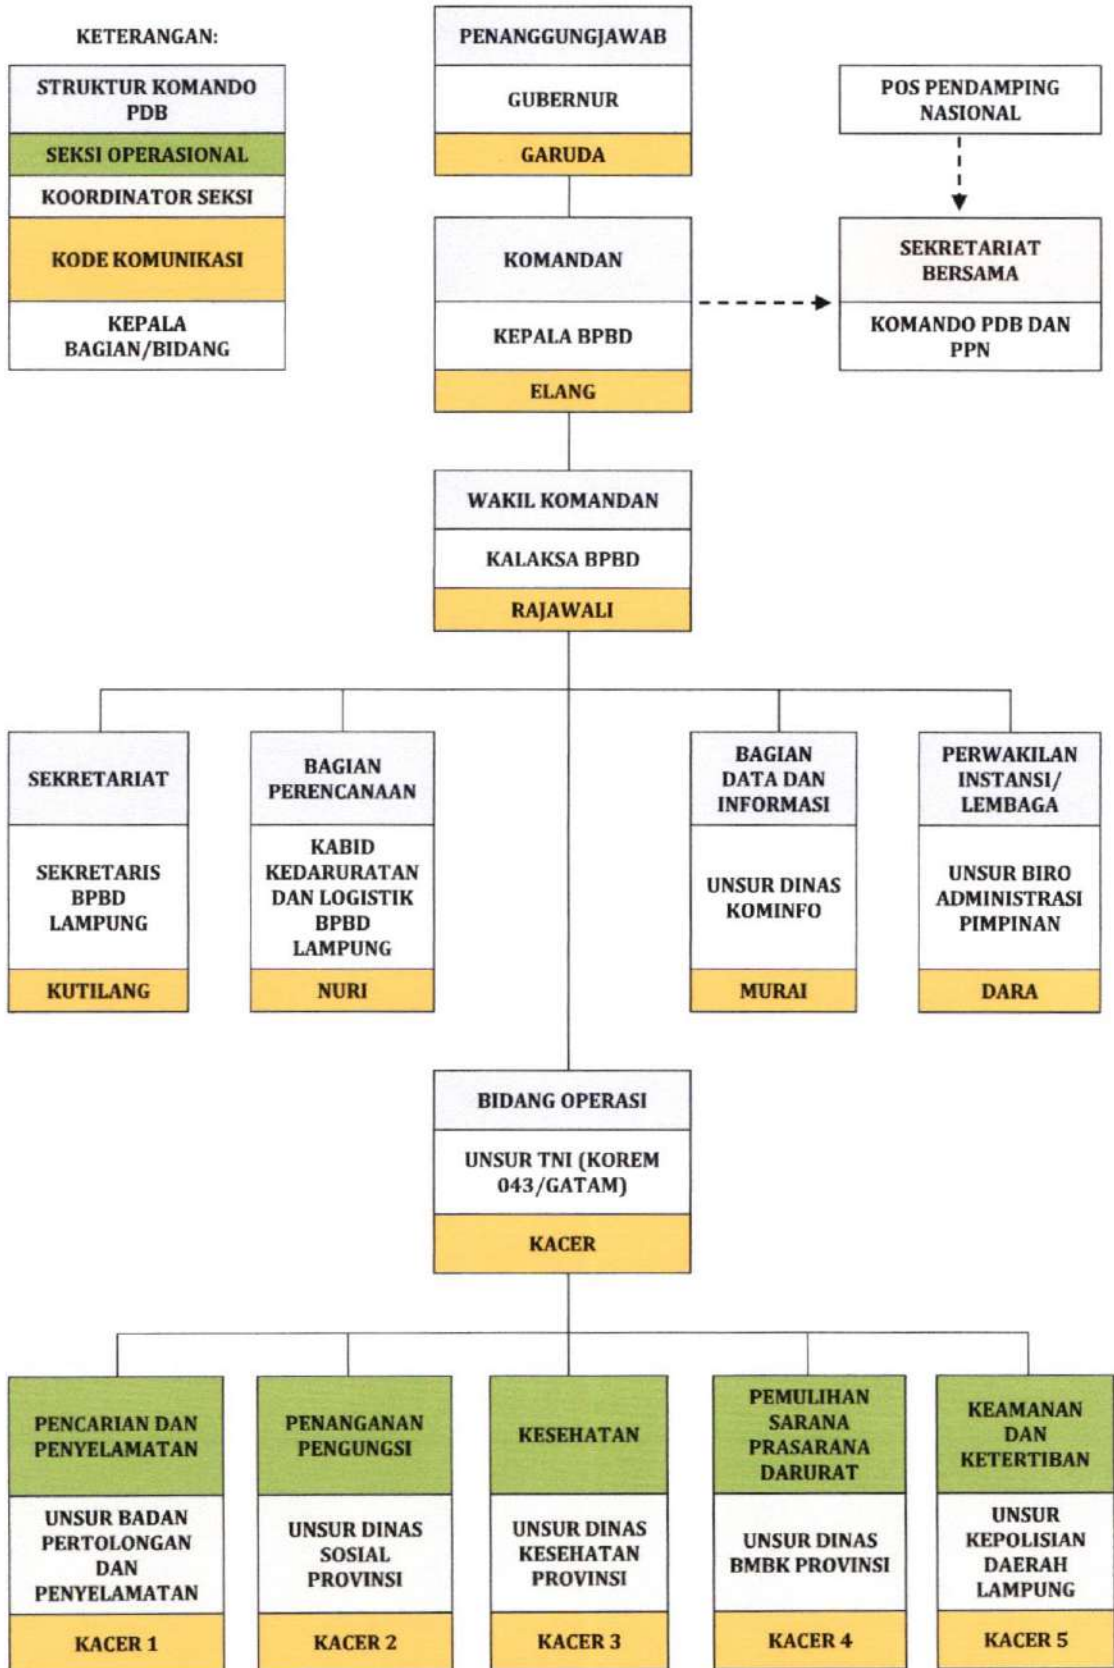 KETERANGAN:
STRUKTUR KOMANDO
PDB
SEKSI OPERASIONAL
KOORDINATOR SEKSI
KODE KOMUNIKASI
KEPALA
BAGIAN/BIDANG
PENANGGUNGJAWAB
GUBERNUR
GARUDA
POS PENDAMPING
NASIONAL
KOMANDAN
KEPALA BPBD
ELANG
SEKRETARIAT
BERSAMA
KOMANDO PDB DAN
PPN
WAKIL KOMANDAN
KALAKSA BPBD
RAJAWALI
SEKRETARIAT
SEKRETARIS
BPBD
LAMPUNG
KUTILANG
BAGIAN
PERENCANAAN
KABID
KEDARURATAN
DAN LOGISTIK
BPBD
LAMPUNG
NURI
BAGIAN
DATA DAN
INFORMASI
UNSUR DINAS
KOMINFO
MURAI
PERWAKILAN
INSTANSI/
LEMBAGA
UNSUR BIRO
ADMINISTRASI
PIMPINAN
DARA
BIDANG OPERASI
UNSUR TNI (KOREM
043/GATAM)
KACER
PENCARIAN DAN
PENYELAMATAN
UNSUR BADAN
PERTOLONGAN
DAN
PENYELAMATAN
KACER 1
PENANGANAN
PENGUNGSI
UNSUR DINAS
SOSIAL
PROVINSI
KACER 2
KESEHATAN
UNSUR DINAS
KESEHATAN
PROVINSI
KACER 3
PEMULIHAN
SARANA
PRASARANA
DARURAT
UNSUR DINAS
BMBK PROVINSI
KACER 4
KEAMANAN
DAN
KETERTIBAN
UNSUR
KEPOLISIAN
DAERAH
LAMPUNG
KACER 5